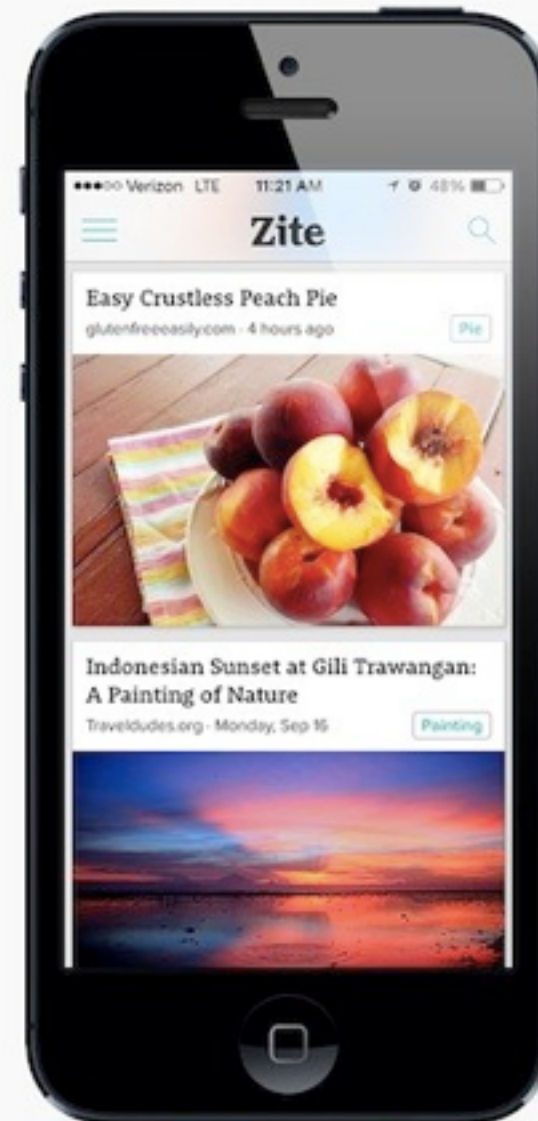 Verizon LTE 11:21 AM 48%
Zite
Easy Crustless Peach Pie
glutenfreeeasily.com · 4 hours ago Pie
Indonesian Sunset at Gili Trawangan:
A Painting of Nature
Traveldudes.org · Monday, Sep 16 Painting